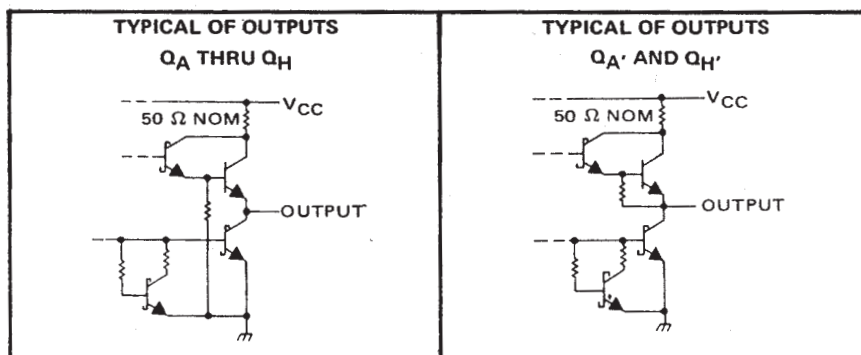 TYPICAL OF OUTPUTS
QA THRU QH
VCC
50 Ω NOM
OUTPUT
TYPICAL OF OUTPUTS
QA' AND QH'
VCC
50 Ω NOM
OUTPUT